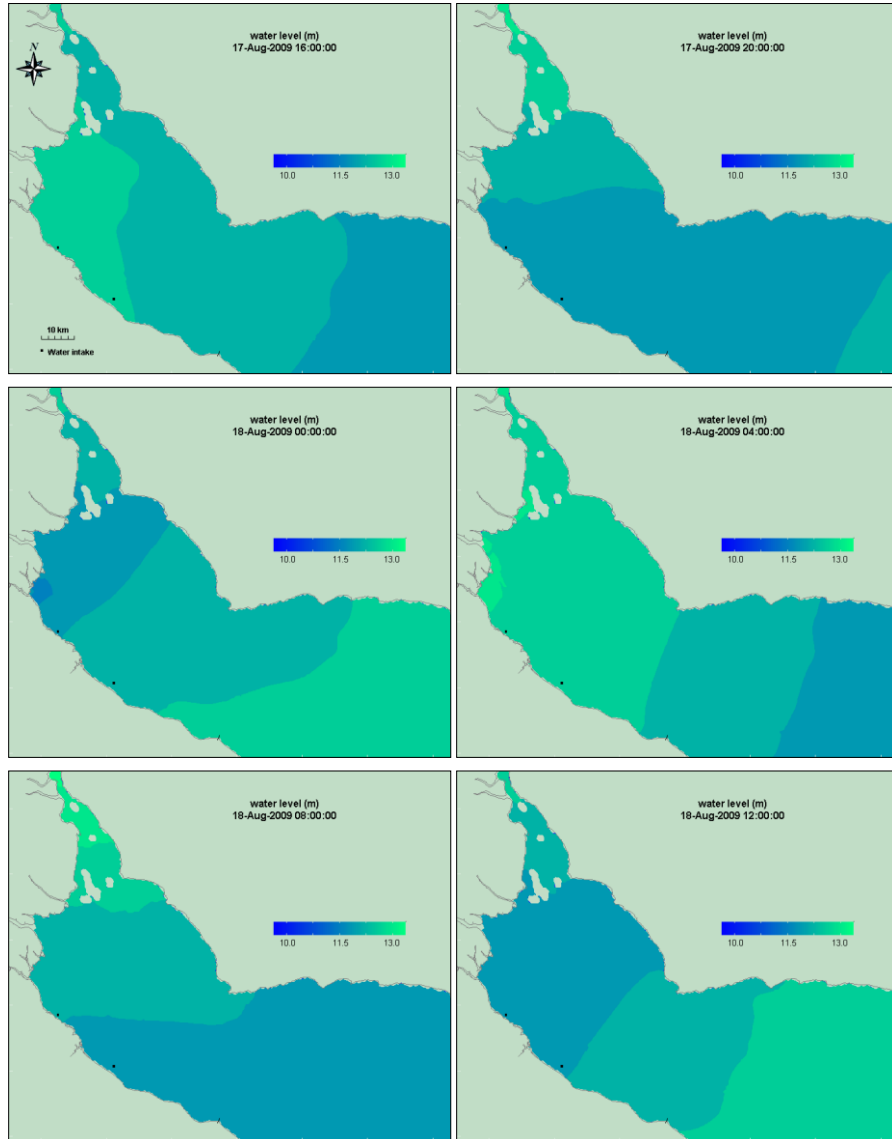 water level (m)
17-Aug-2009 16:00:00
N
10.0 11.5 13.0
10 km
Water intake
water level (m)
17-Aug-2009 20:00:00
10.0 11.5 13.0
water level (m)
18-Aug-2009 00:00:00
10.0 11.5 13.0
water level (m)
18-Aug-2009 04:00:00
10.0 11.5 13.0
water level (m)
18-Aug-2009 08:00:00
10.0 11.5 13.0
water level (m)
18-Aug-2009 12:00:00
10.0 11.5 13.0